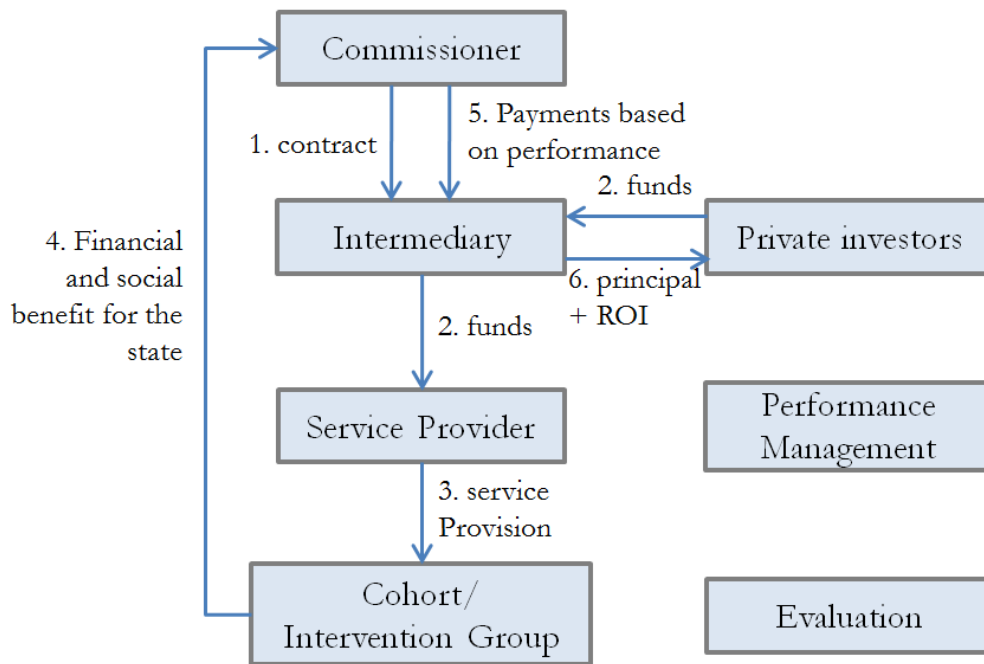 Commissioner
1. contract
5. Payments based
on performance
2. funds
Intermediary
Private investors
4. Financial
and social
benefit for the
state
6. principal
+ ROI
2. funds
Service Provider
Performance
Management
3. service
Provision
Cohort/
Intervention Group
Evaluation